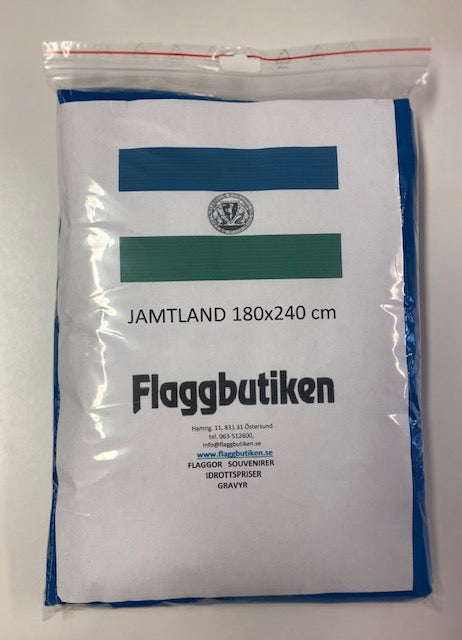 JAMTLAND 180x240 cm
Flaggbutiken
Hamng. 11, 831 31 Östersund
tel. 063-512600,
info@flaggbutiken.se
www.flaggbutiken.se
FLAGGOR SOUVENIRER
IDROTTSPRISER
GRAVYR